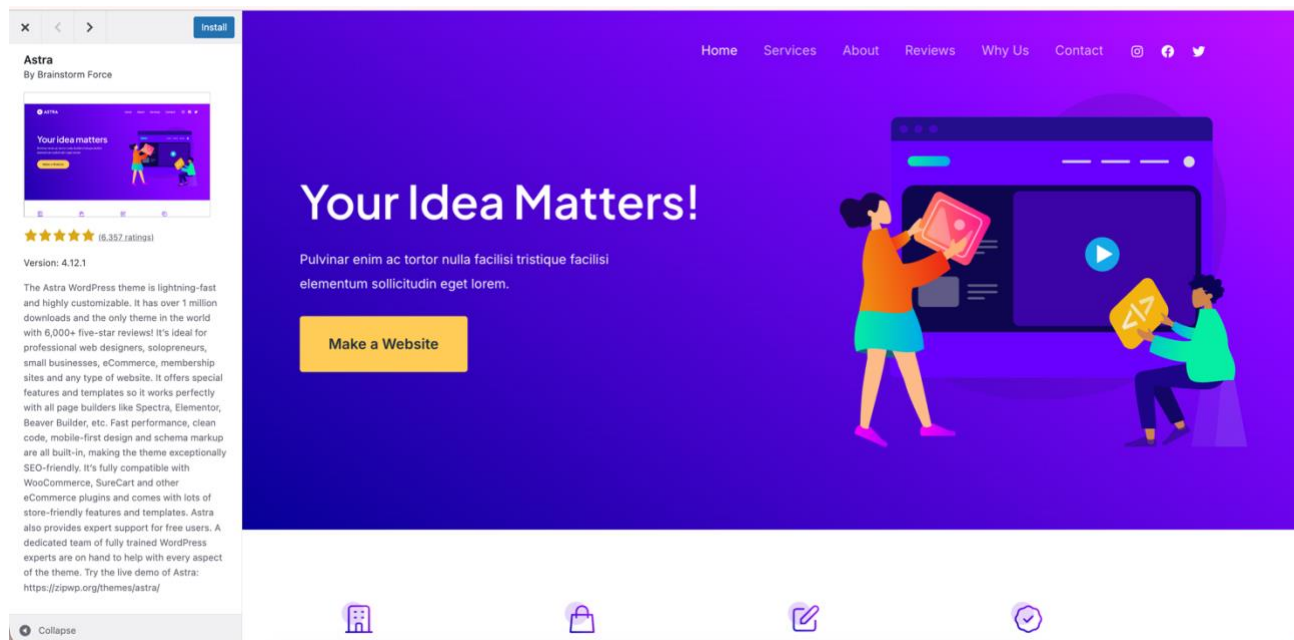 Install
Astra
By Brainstorm Force
ASTRA
Your idea matters
(6,357 ratings)
Version: 4.12.1
The Astra WordPress theme is lightning-fast
and highly customizable. It has over 1 million
downloads and the only theme in the world
with 6,000+ five-star reviews! It's ideal for
professional web designers, solopreneurs,
small businesses, eCommerce, membership
sites and any type of website. It offers special
features and templates so it works perfectly
with all page builders like Spectra, Elementor,
Beaver Builder, etc. Fast performance, clean
code, mobile-first design and schema markup
are all built-in, making the theme exceptionally
SEO-friendly. It's fully compatible with
WooCommerce, SureCart and other
eCommerce plugins and comes with lots of
store-friendly features and templates. Astra
also provides expert support for free users. A
dedicated team of fully trained WordPress
experts are on hand to help with every aspect
of the theme. Try the live demo of Astra:
https://zipwp.org/themes/astra/
Collapse
Home Services About Reviews Why Us Contact
Your Idea Matters!
Pulvinar enim ac tortor nulla facilisi tristique facilisi
elementum sollicitudin eget lorem.
Make a Website